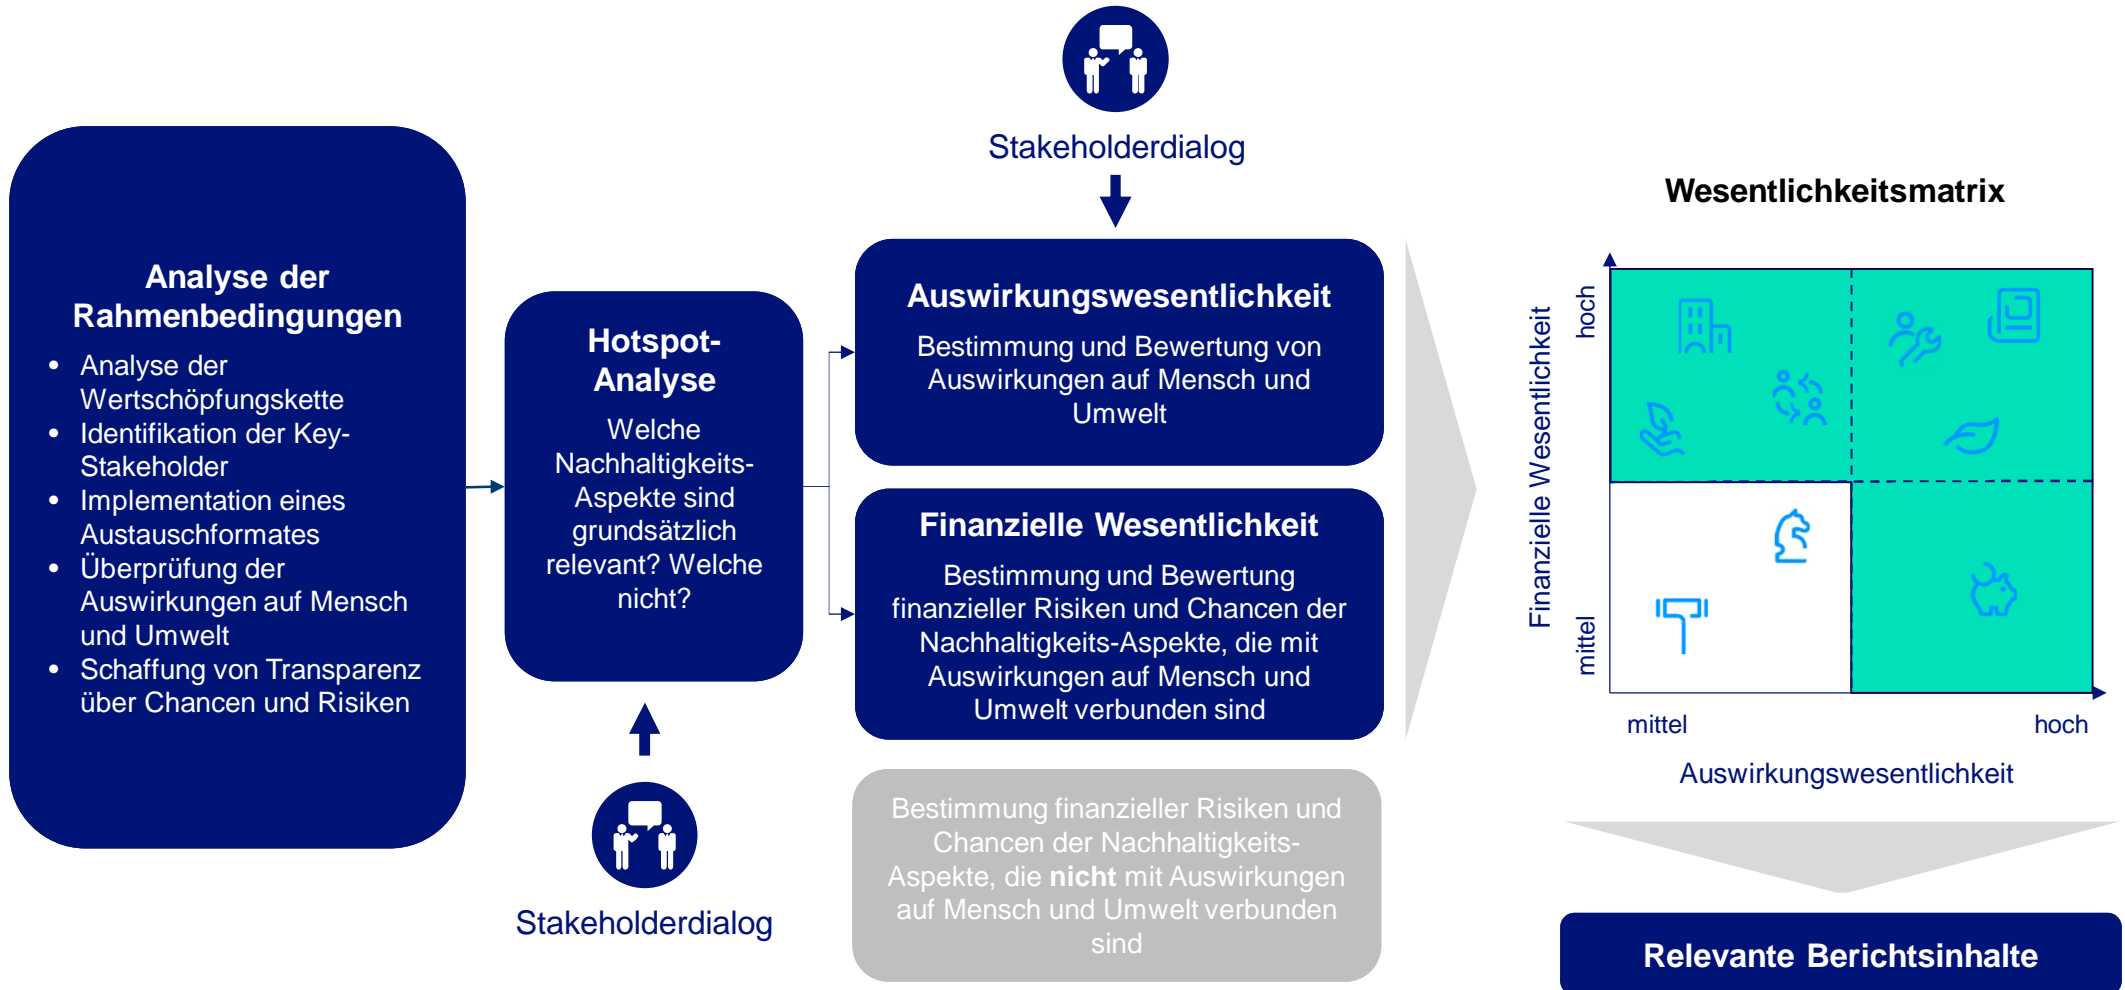 Stakeholderdialog
Analyse der
Rahmenbedingungen
• Analyse der
Wertschöpfungskette
• Identifikation der Key-
Stakeholder
• Implementation eines
Austauschformates
• Überprüfung der
Auswirkungen auf Mensch
und Umwelt
• Schaffung von Transparenz
über Chancen und Risiken
Hotspot-
Analyse
Welche
Nachhaltigkeits-
Aspekte sind
grundsätzlich
relevant? Welche
nicht?
Stakeholderdialog
Auswirkungswesentlichkeit
Bestimmung und Bewertung von
Auswirkungen auf Mensch und
Umwelt
Finanzielle Wesentlichkeit
Bestimmung und Bewertung
finanzieller Risiken und Chancen der
Nachhaltigkeits-Aspekte, die mit
Auswirkungen auf Mensch und
Umwelt verbunden sind
Bestimmung finanzieller Risiken und
Chancen der Nachhaltigkeits-
Aspekte, die nicht mit Auswirkungen
auf Mensch und Umwelt verbunden
sind
Wesentlichkeitsmatrix
Finanzielle Wesentlichkeit
hoch
mittel
mittel
hoch
Auswirkungswesentlichkeit
Relevante Berichtsinhalte